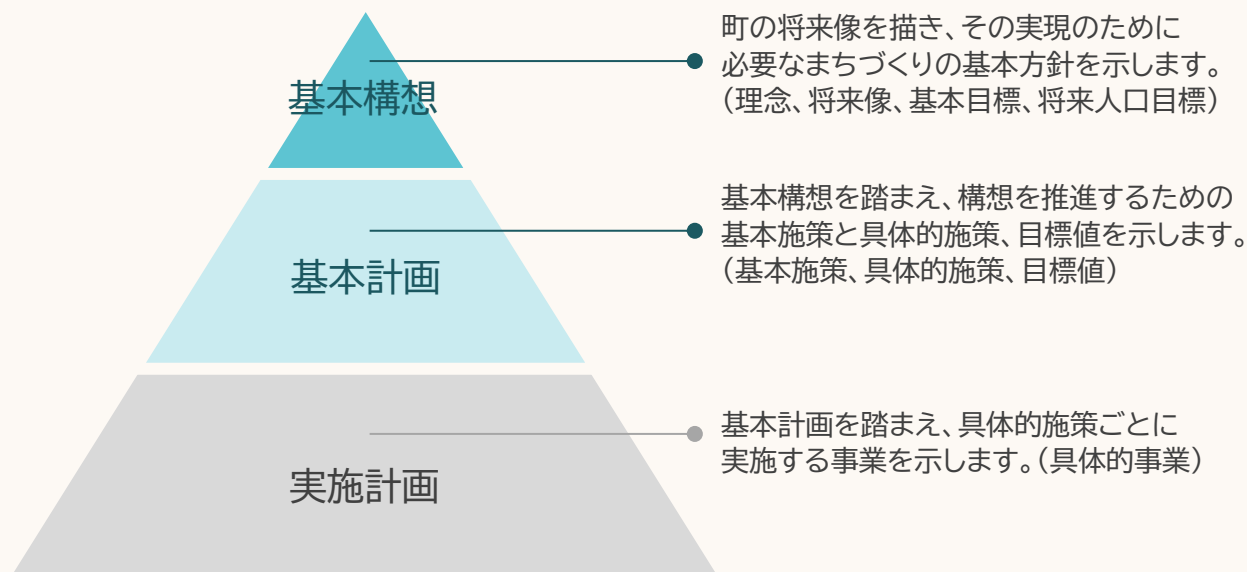 基本構想
町の将来像を描き、その実現のために
必要なまちづくりの基本方針を示します。
（理念、将来像、基本目標、将来人口目標）
基本計画
基本構想を踏まえ、構想を推進するための
基本施策と具体的施策、目標値を示します。
（基本施策、具体的施策、目標値）
実施計画
基本計画を踏まえ、具体的施策ごとに
実施する事業を示します。（具体的事業）